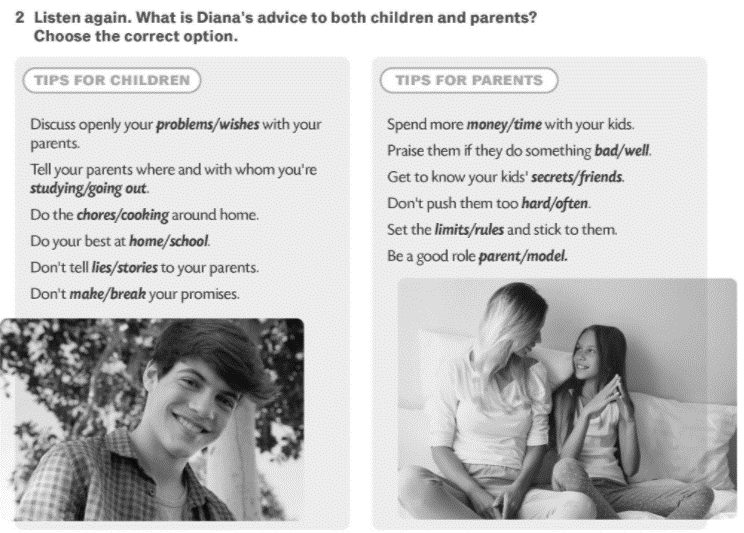 2 Listen again. What is Diana's advice to both children and parents?
Choose the correct option.
TIPS FOR CHILDREN
Discuss openly your problems/wishes with your
parents.
Tell your parents where and with whom you're
studying/going out.
Do the chores/cooking around home.
Do your best at home/school.
Don't tell lies/stories to your parents.
Don't make/break your promises.
TIPS FOR PARENTS
Spend more money/time with your kids.
Praise them if they do something bad/well.
Get to know your kids' secrets/friends.
Don't push them too hard/often.
Set the limits/rules and stick to them.
Be a good role parent/model.